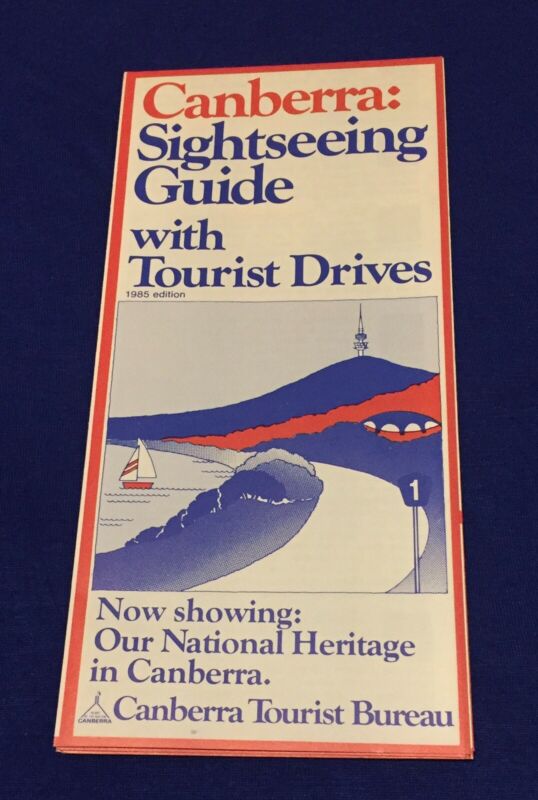 Canberra:
Sightseeing
Guide
with
Tourist Drives
1985 edition
1
Now showing:
Our National Heritage
in Canberra.
CANBERRA
Canberra Tourist Bureau